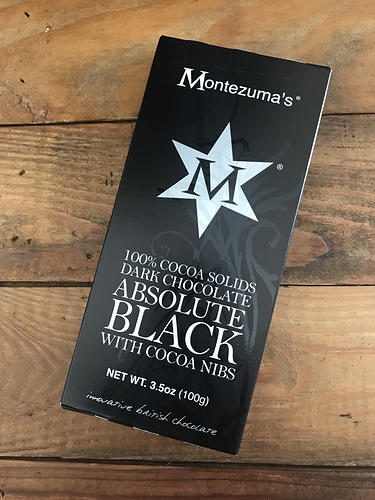 Montezuma's®
M®
100% COCOA SOLIDS
DARK CHOCOLATE
ABSOLUTE
BLACK
WITH COCOA NIBS
NET WT. 3.5oz (100g)
innovative british chocolate